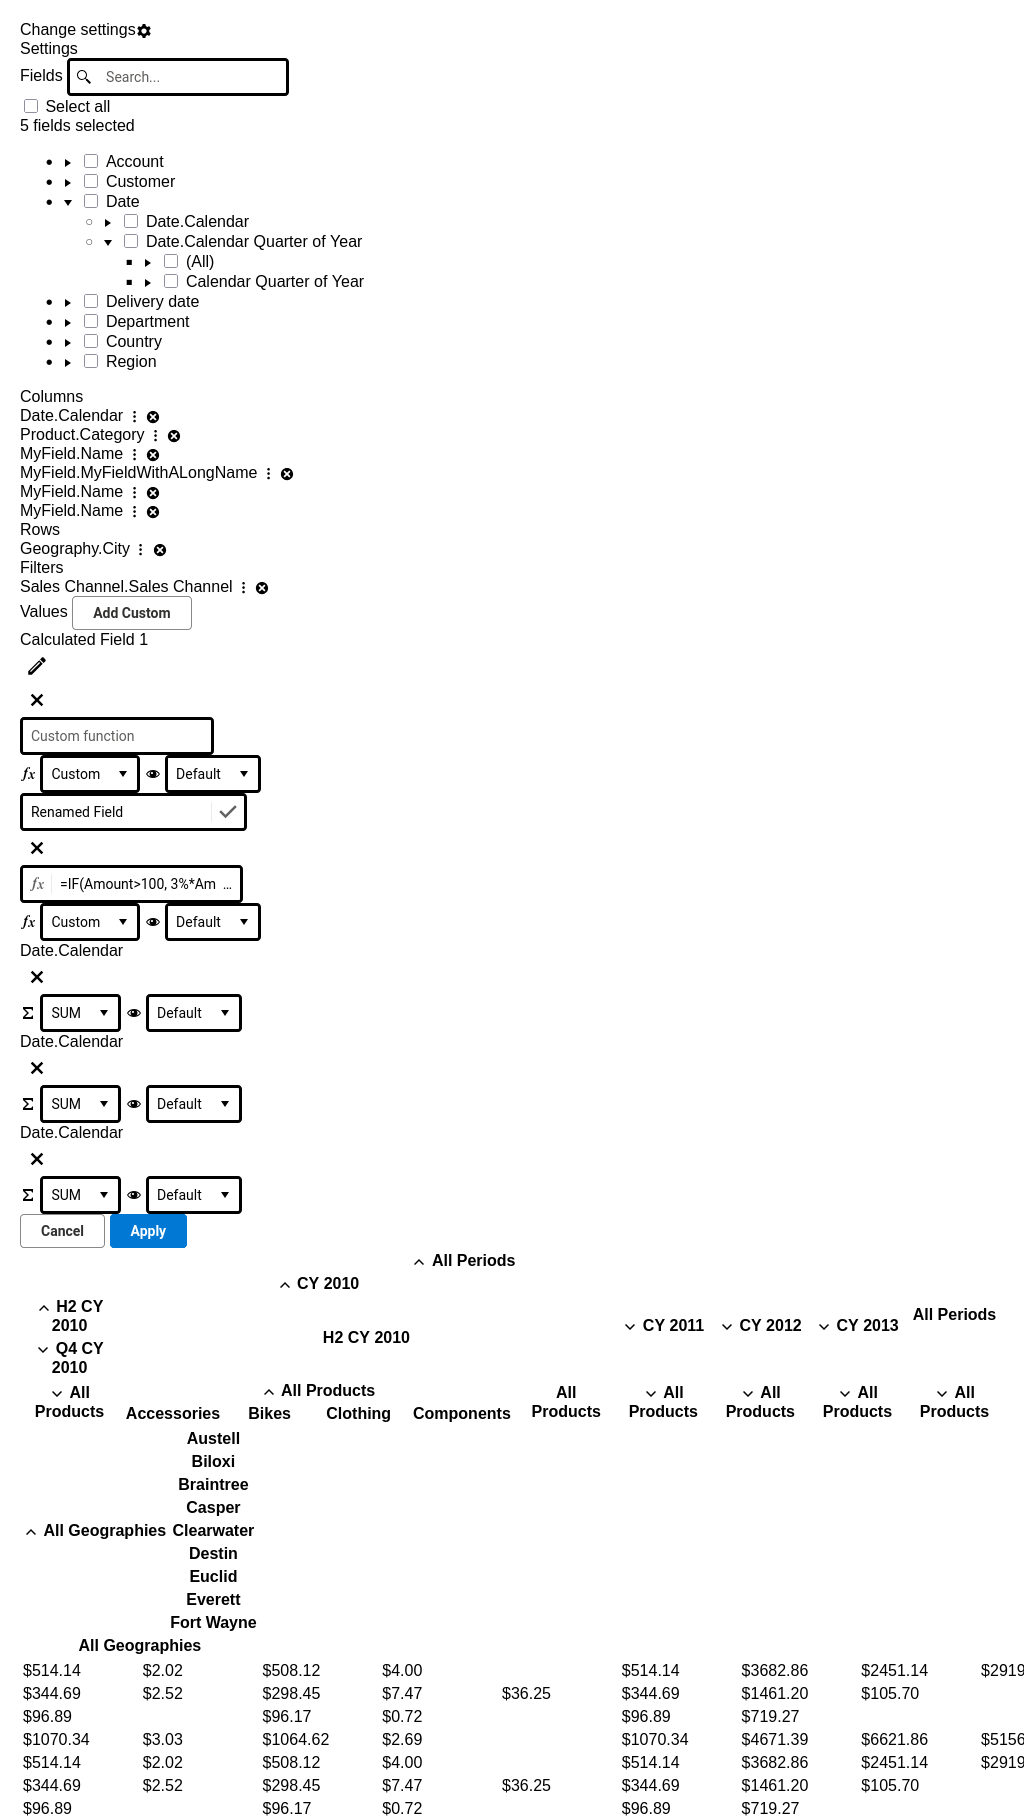 Change settings
Settings
Fields Search...
Select all
5 fields selected
Account
Customer
Date
Date.Calendar
Date.Calendar Quarter of Year
(All)
Calendar Quarter of Year
Delivery date
Department
Country
Region
Columns
Date.Calendar
Product.Category
MyField.Name
MyField.MyFieldWithALongName
MyField.Name
MyField.Name
Rows
Geography.City
Filters
Sales Channel.Sales Channel
Values Add Custom
Calculated Field 1
Custom function
fx Custom Default
Renamed Field
fx =IF(Amount>100, 3%*Am ...
fx Custom Default
Date.Calendar
Σ SUM Default
Date.Calendar
Σ SUM Default
Date.Calendar
Σ SUM Default
Cancel Apply
All Periods
CY 2010
H2 CY
2010
H2 CY 2010
CY 2011 CY 2012 CY 2013 All Periods
Q4 CY
2010
All
Products
All Products
Accessories Bikes Clothing Components
All
Products
All
Products
All
Products
All
Products
All
Products
Austell
Biloxi
Braintree
Casper
All Geographies Clearwater
Destin
Euclid
Everett
Fort Wayne
All Geographies
$514.14 $2.02 $508.12 $4.00 $514.14 $3682.86 $2451.14 $2919
$344.69 $2.52 $298.45 $7.47 $36.25 $344.69 $1461.20 $105.70
$96.89 $96.17 $0.72 $96.89 $719.27
$1070.34 $3.03 $1064.62 $2.69 $1070.34 $4671.39 $6621.86 $5156
$514.14 $2.02 $508.12 $4.00 $514.14 $3682.86 $2451.14 $2919
$344.69 $2.52 $298.45 $7.47 $36.25 $344.69 $1461.20 $105.70
$96.89 $96.17 $0.72 $96.89 $719.27